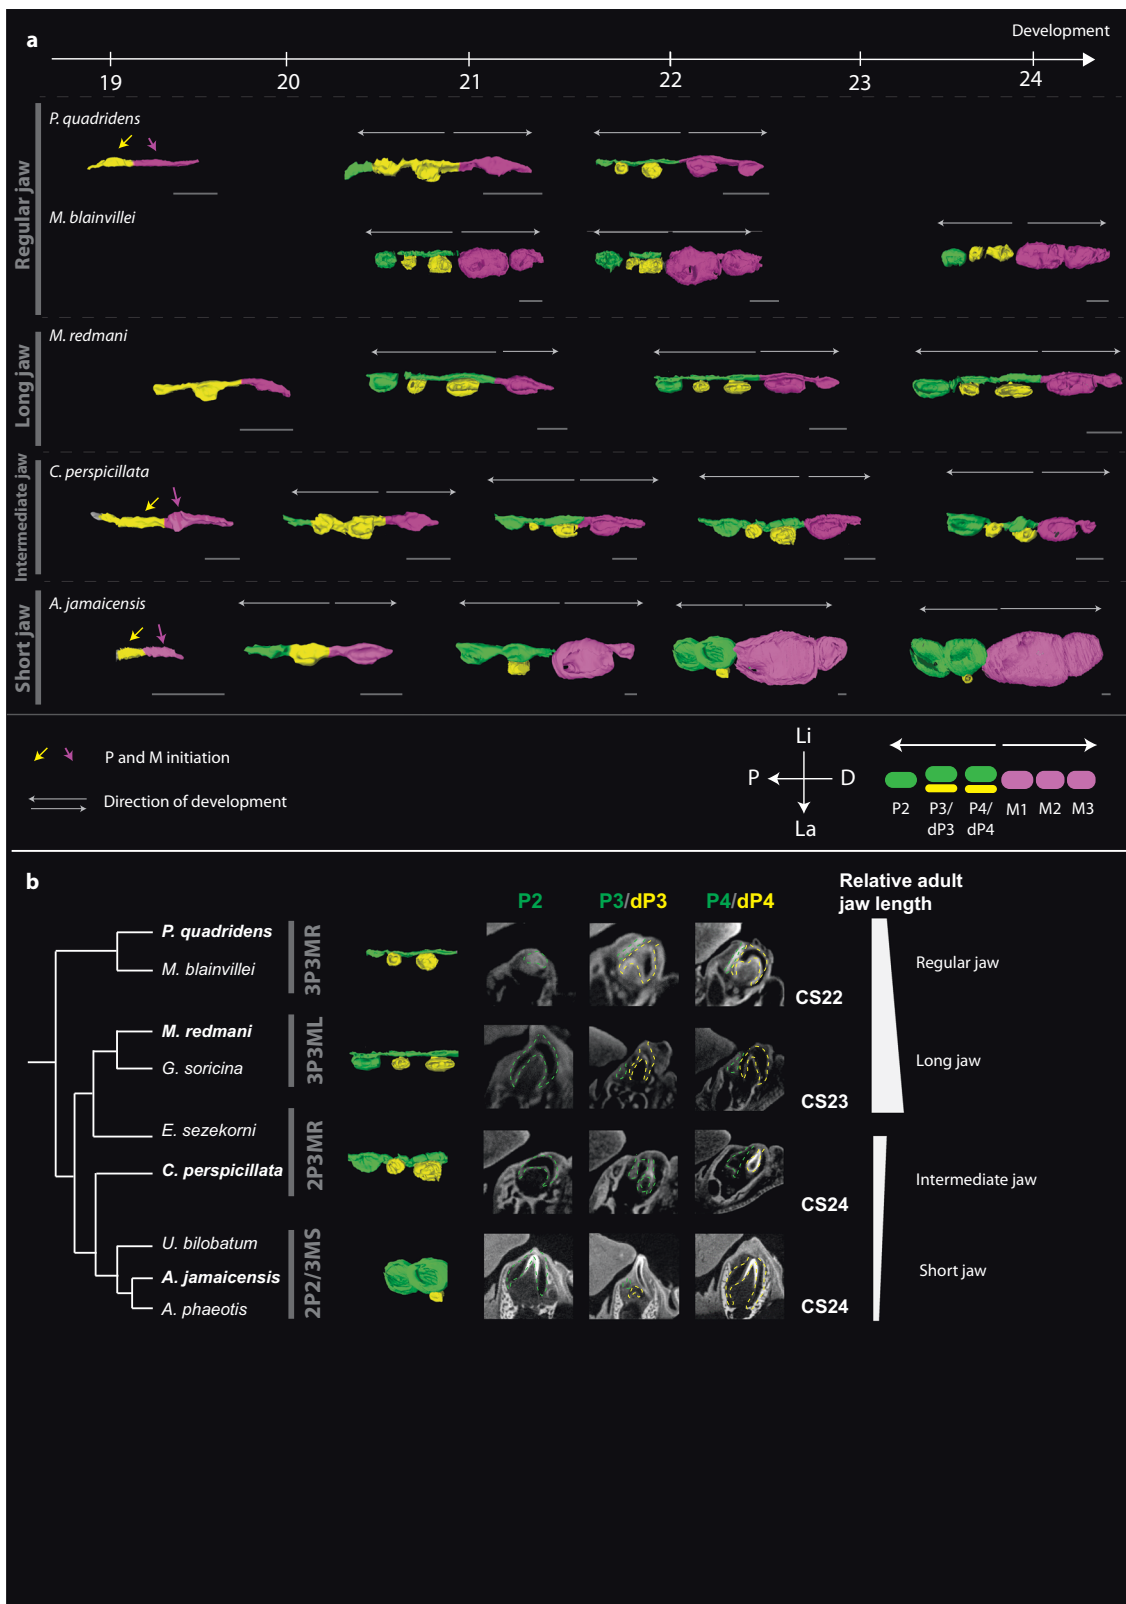 a
Development
19 20 21 22 23 24
Regular jaw
P. quadridens
M. blainvillei
Long jaw
M. redmani
Intermediate jaw
C. perspicillata
Short jaw
A. jamaicensis
P and M initiation
Direction of development
Li
P D
La
P2 P3/ P4/ M1 M2 M3
dP3 dP4
b
P2 P3/dP3 P4/dP4
Relative adult
jaw length
P. quadridens
M. blainvillei
3P3MR
CS22
Regular jaw
M. redmani
G. soricina
3P3ML
CS23
Long jaw
E. sezekorni
C. perspicillata
2P3MR
CS24
Intermediate jaw
U. bilobatum
A. jamaicensis
A. phaeotis
2P2/3MS
CS24
Short jaw